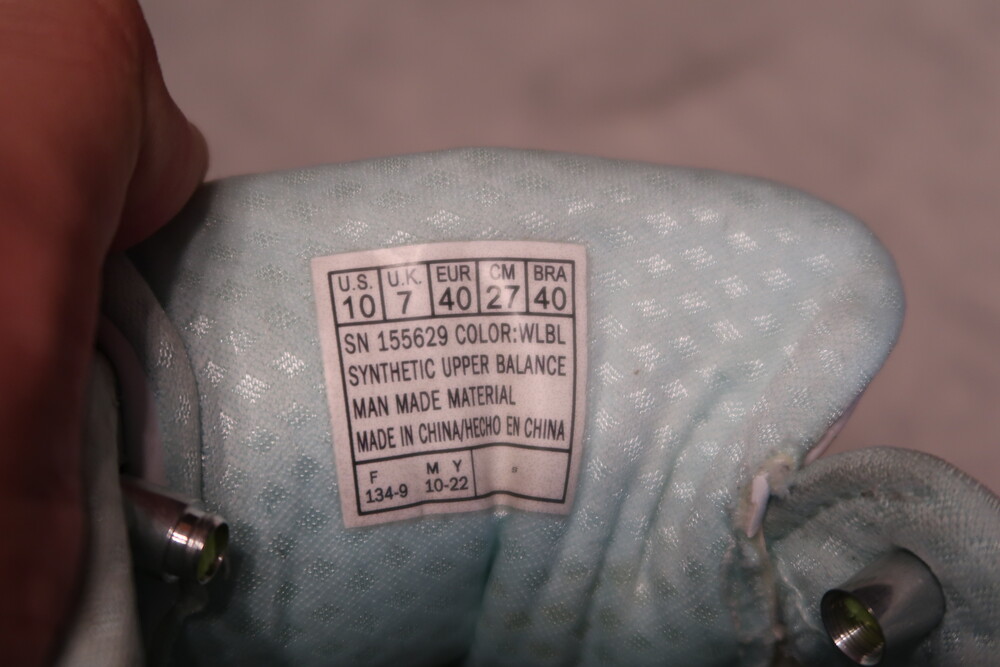 U.S. U.K. EUR CM BRA
10 7 40 27 40
SN 155629 COLOR:WLBL
SYNTHETIC UPPER BALANCE
MAN MADE MATERIAL
MADE IN CHINA/HECHO EN CHINA
F M Y
134-9 10-22